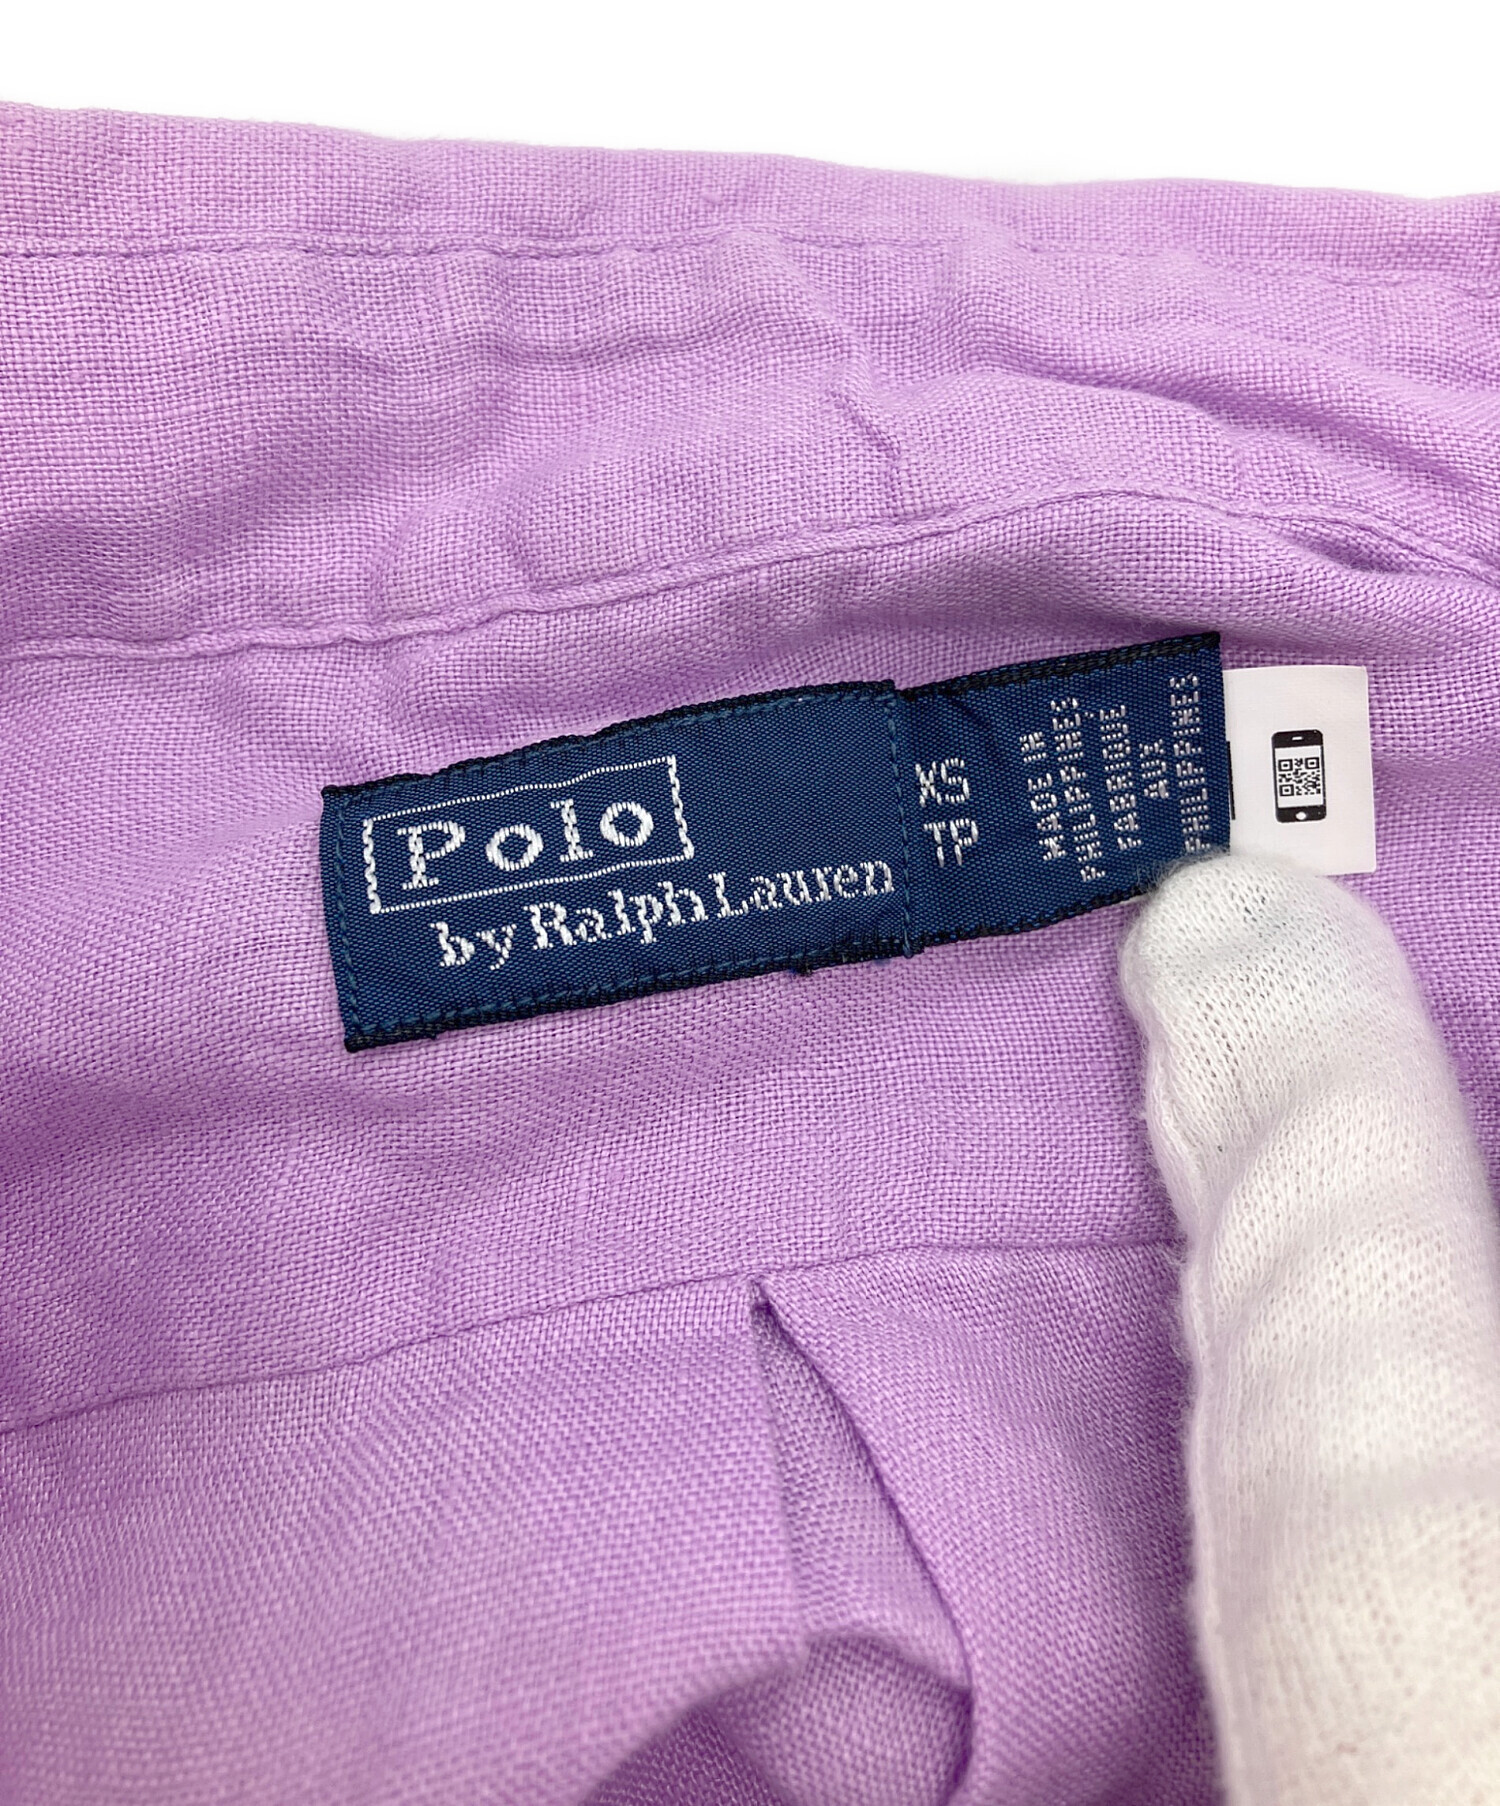 Polo
by Ralph Lauren
XS
TP
MADE IN
PHILIPPINES
FABRIQUE
AUX
PHILIPPINES